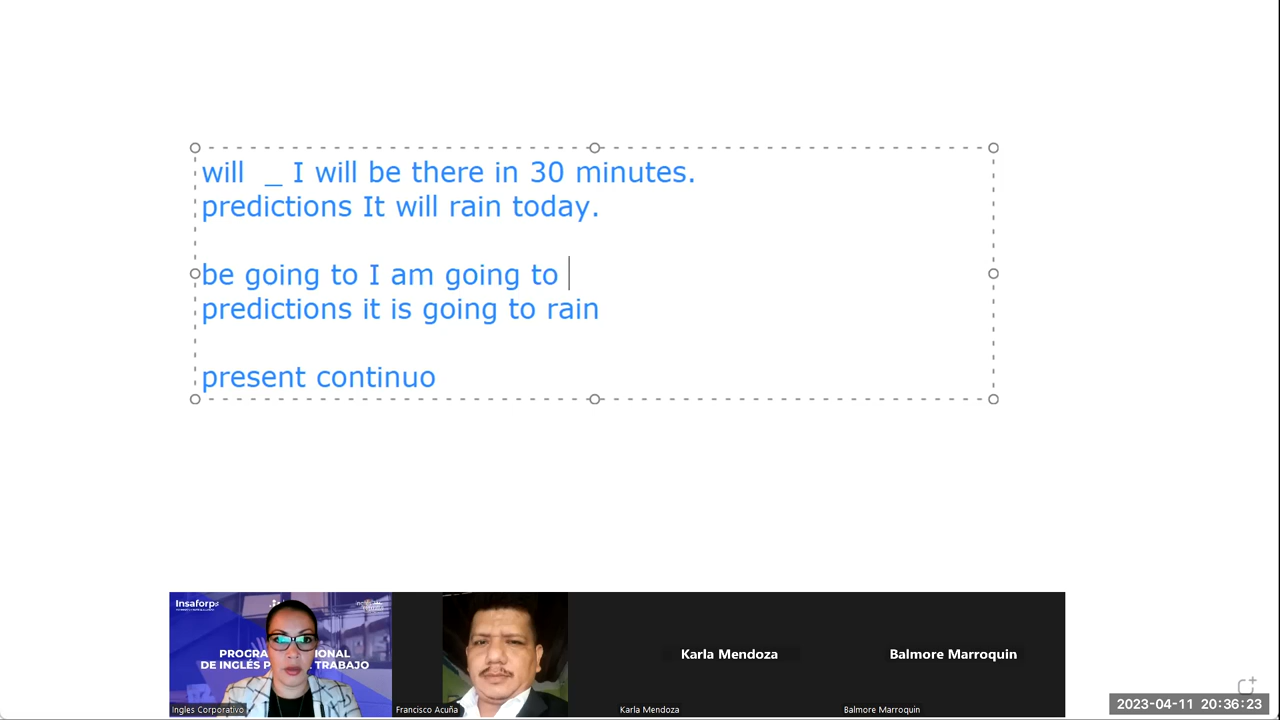 will _ I will be there in 30 minutes.
predictions It will rain today.
be going to I am going to
predictions it is going to rain
present continuo
Insaforp
DE INGLÉS P
TRABAJO
Ingles Corporativo
Francisco Acuña
Karla Mendoza
Karla Mendoza
Balmore Marroquin
Balmore Marroquin
2023-04-11 20:36:23